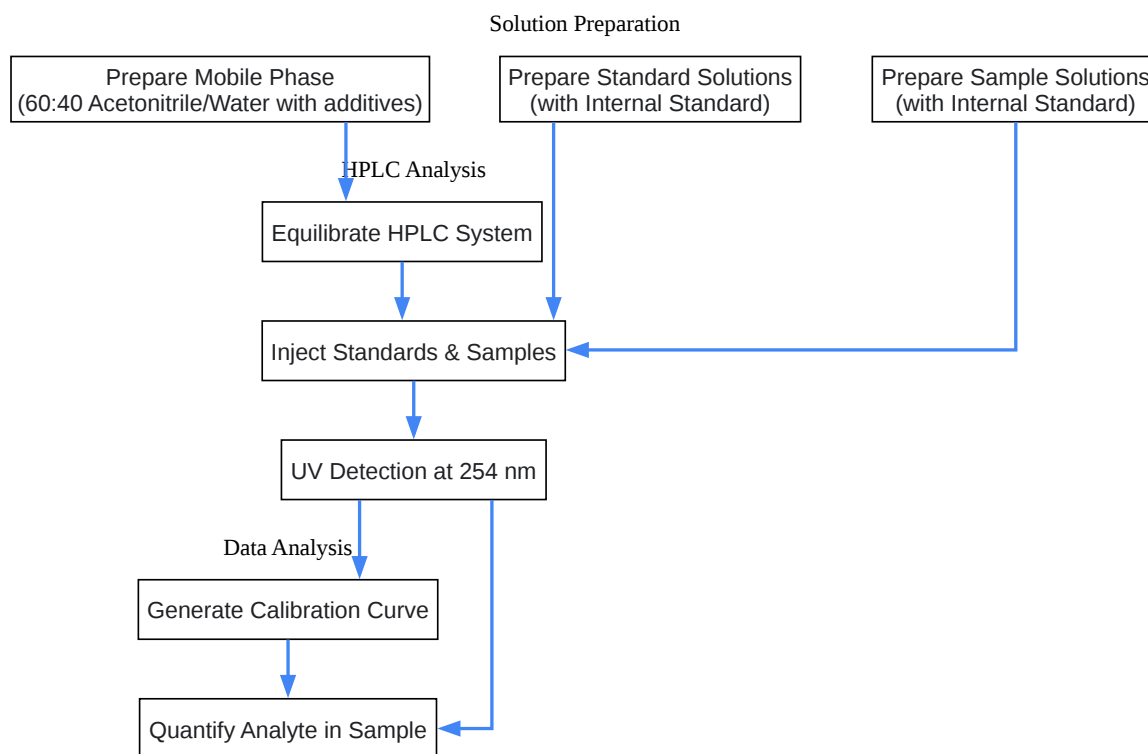 Solution Preparation
Prepare Mobile Phase
(60:40 Acetonitrile/Water with additives)
Prepare Standard Solutions
(with Internal Standard)
Prepare Sample Solutions
(with Internal Standard)
HPLC Analysis
Equilibrate HPLC System
Inject Standards & Samples
UV Detection at 254 nm
Data Analysis
Generate Calibration Curve
Quantify Analyte in Sample